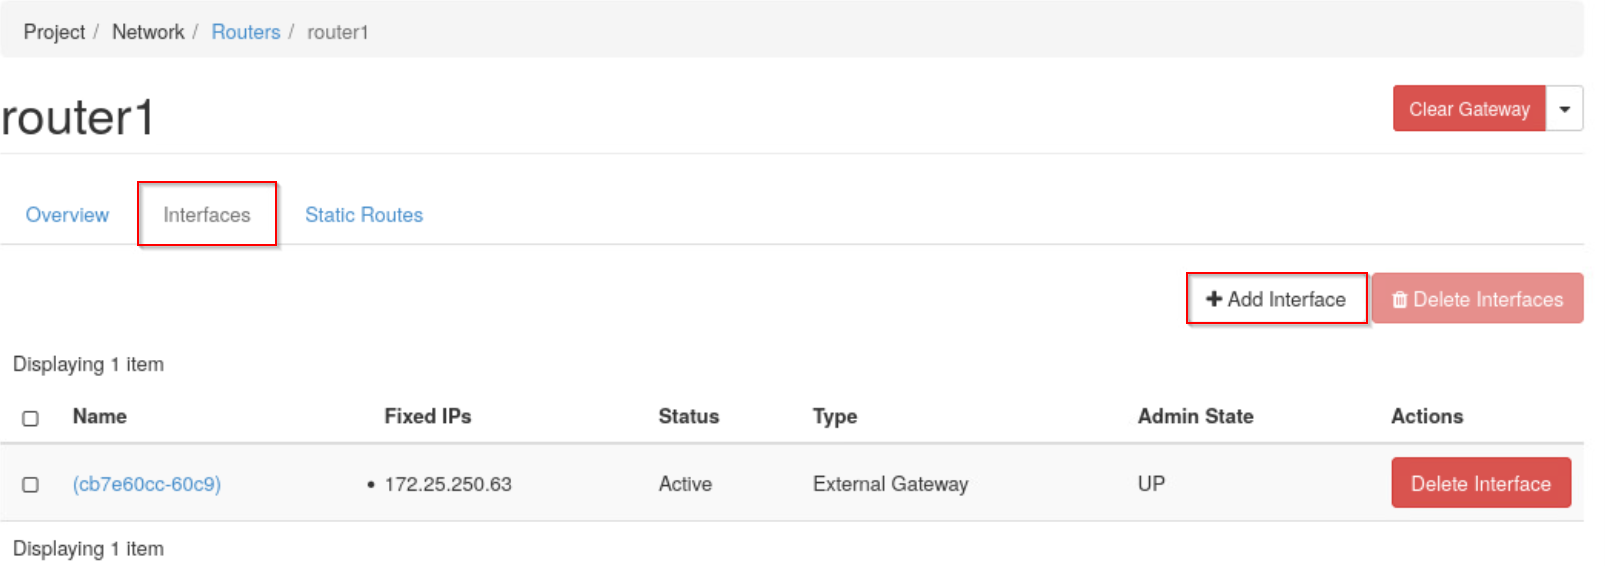 Project / Network / Routers / router1
router1
Clear Gateway
Overview Interfaces Static Routes
Add Interface Delete Interfaces
Displaying 1 item
Name Fixed IPs Status Type Admin State Actions
(cb7e60cc-60c9) • 172.25.250.63 Active External Gateway UP Delete Interface
Displaying 1 item